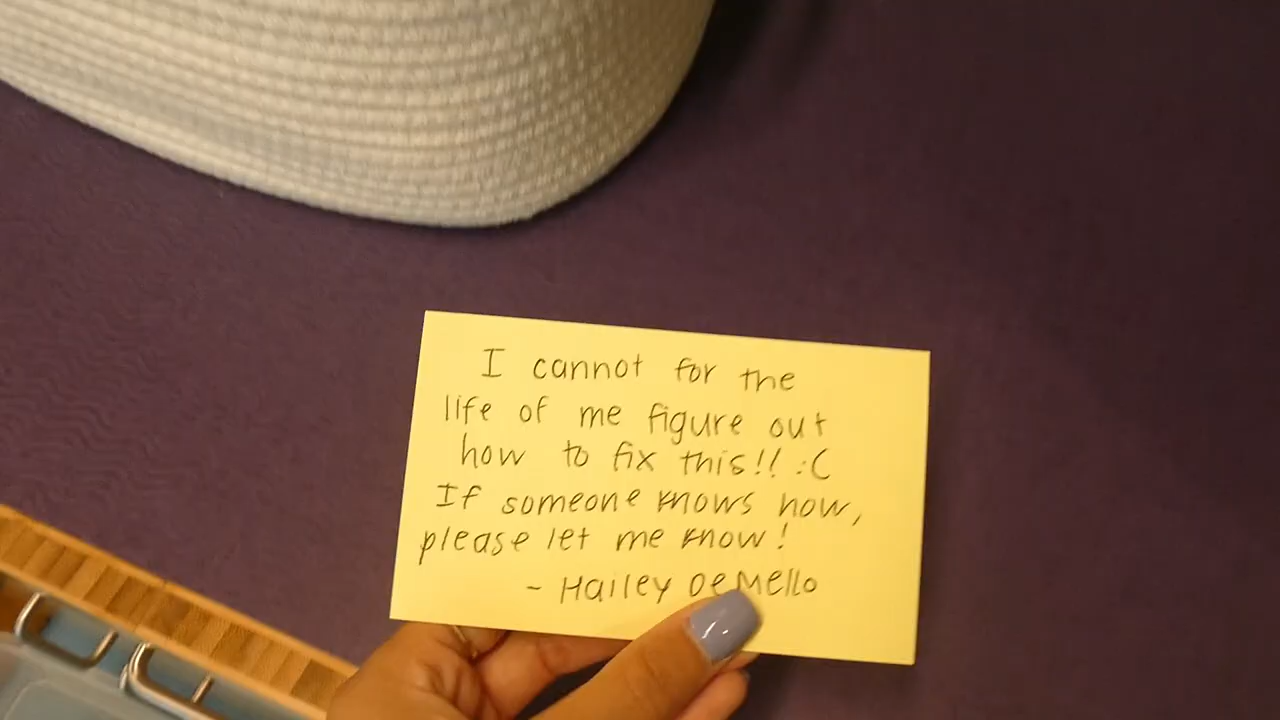 I cannot for the
life of me figure out
how to fix this!! :(
If someone knows how,
please let me know!
- Hailey DeMello